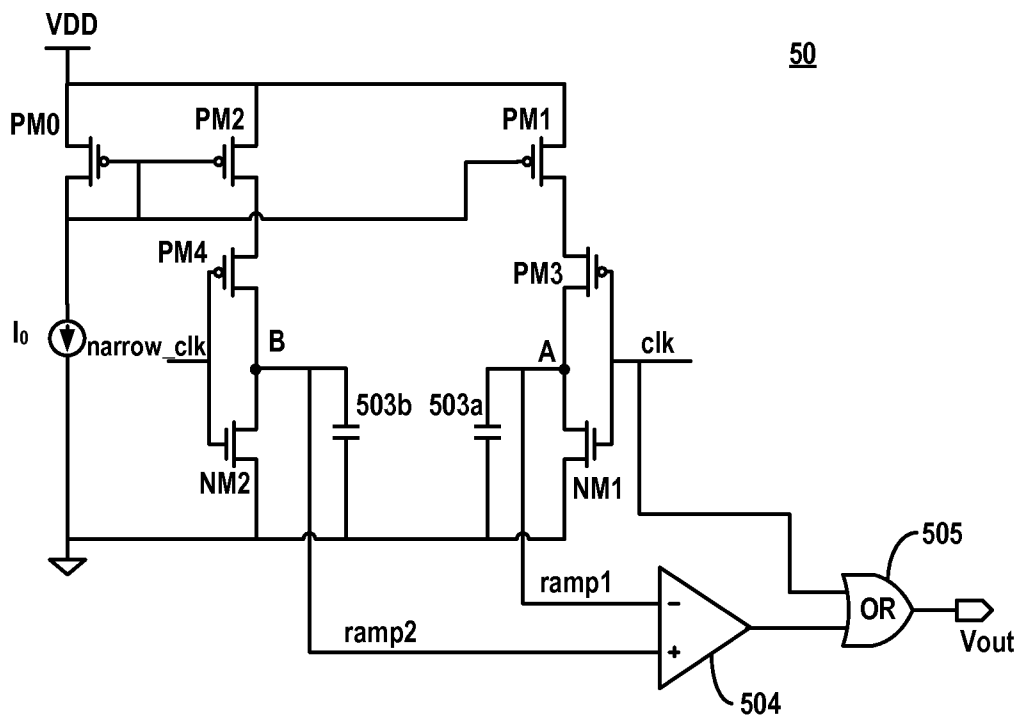 VDD
50
PM0
PM2
PM1
PM4
PM3
I₀
narrow_clk
B
A
clk
503b
503a
NM2
NM1
505
ramp1
OR
ramp2
−
+
Vout
504